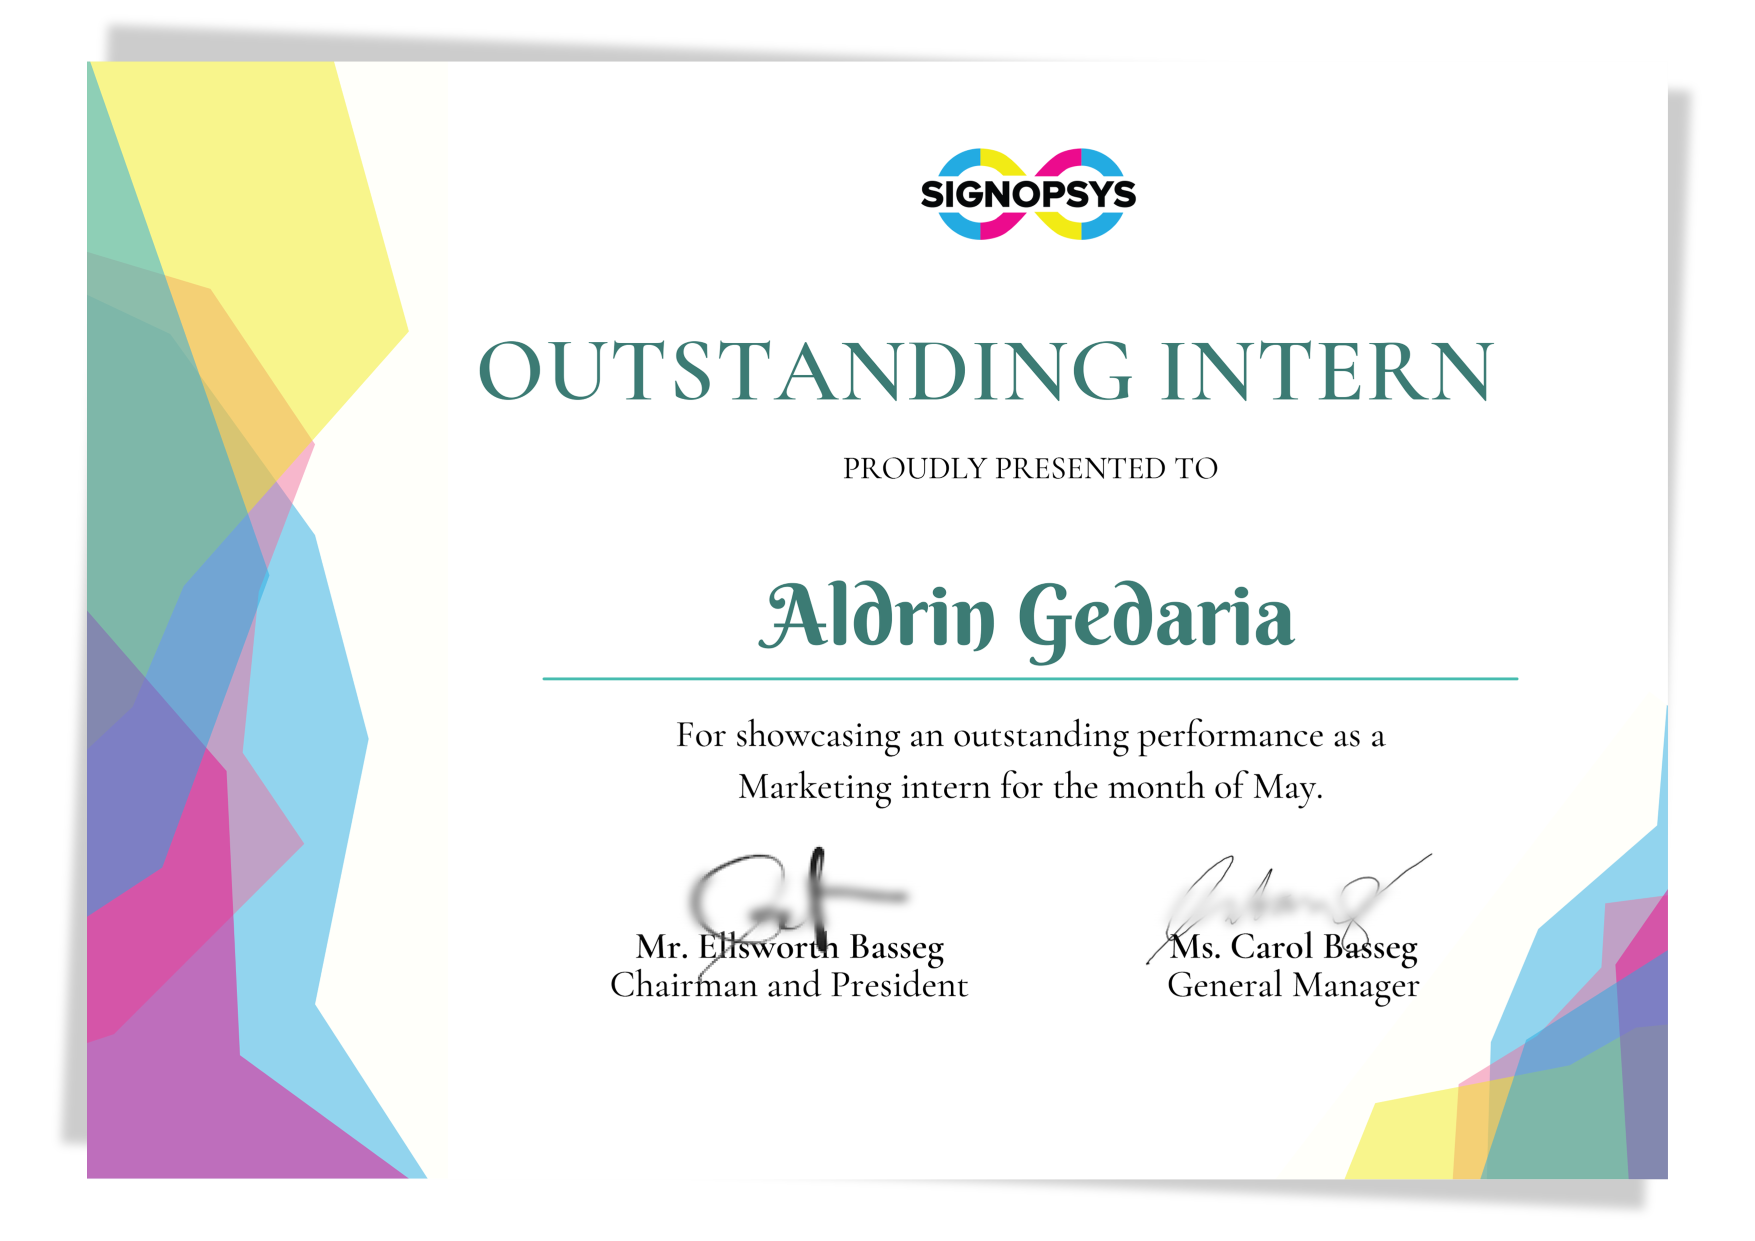 SIGNOPSYS
OUTSTANDING INTERN
PROUDLY PRESENTED TO
Aldrin Gedaria
For showcasing an outstanding performance as a
Marketing intern for the month of May.
Mr. Ellsworth Basseg
Chairman and President
Ms. Carol Basseg
General Manager